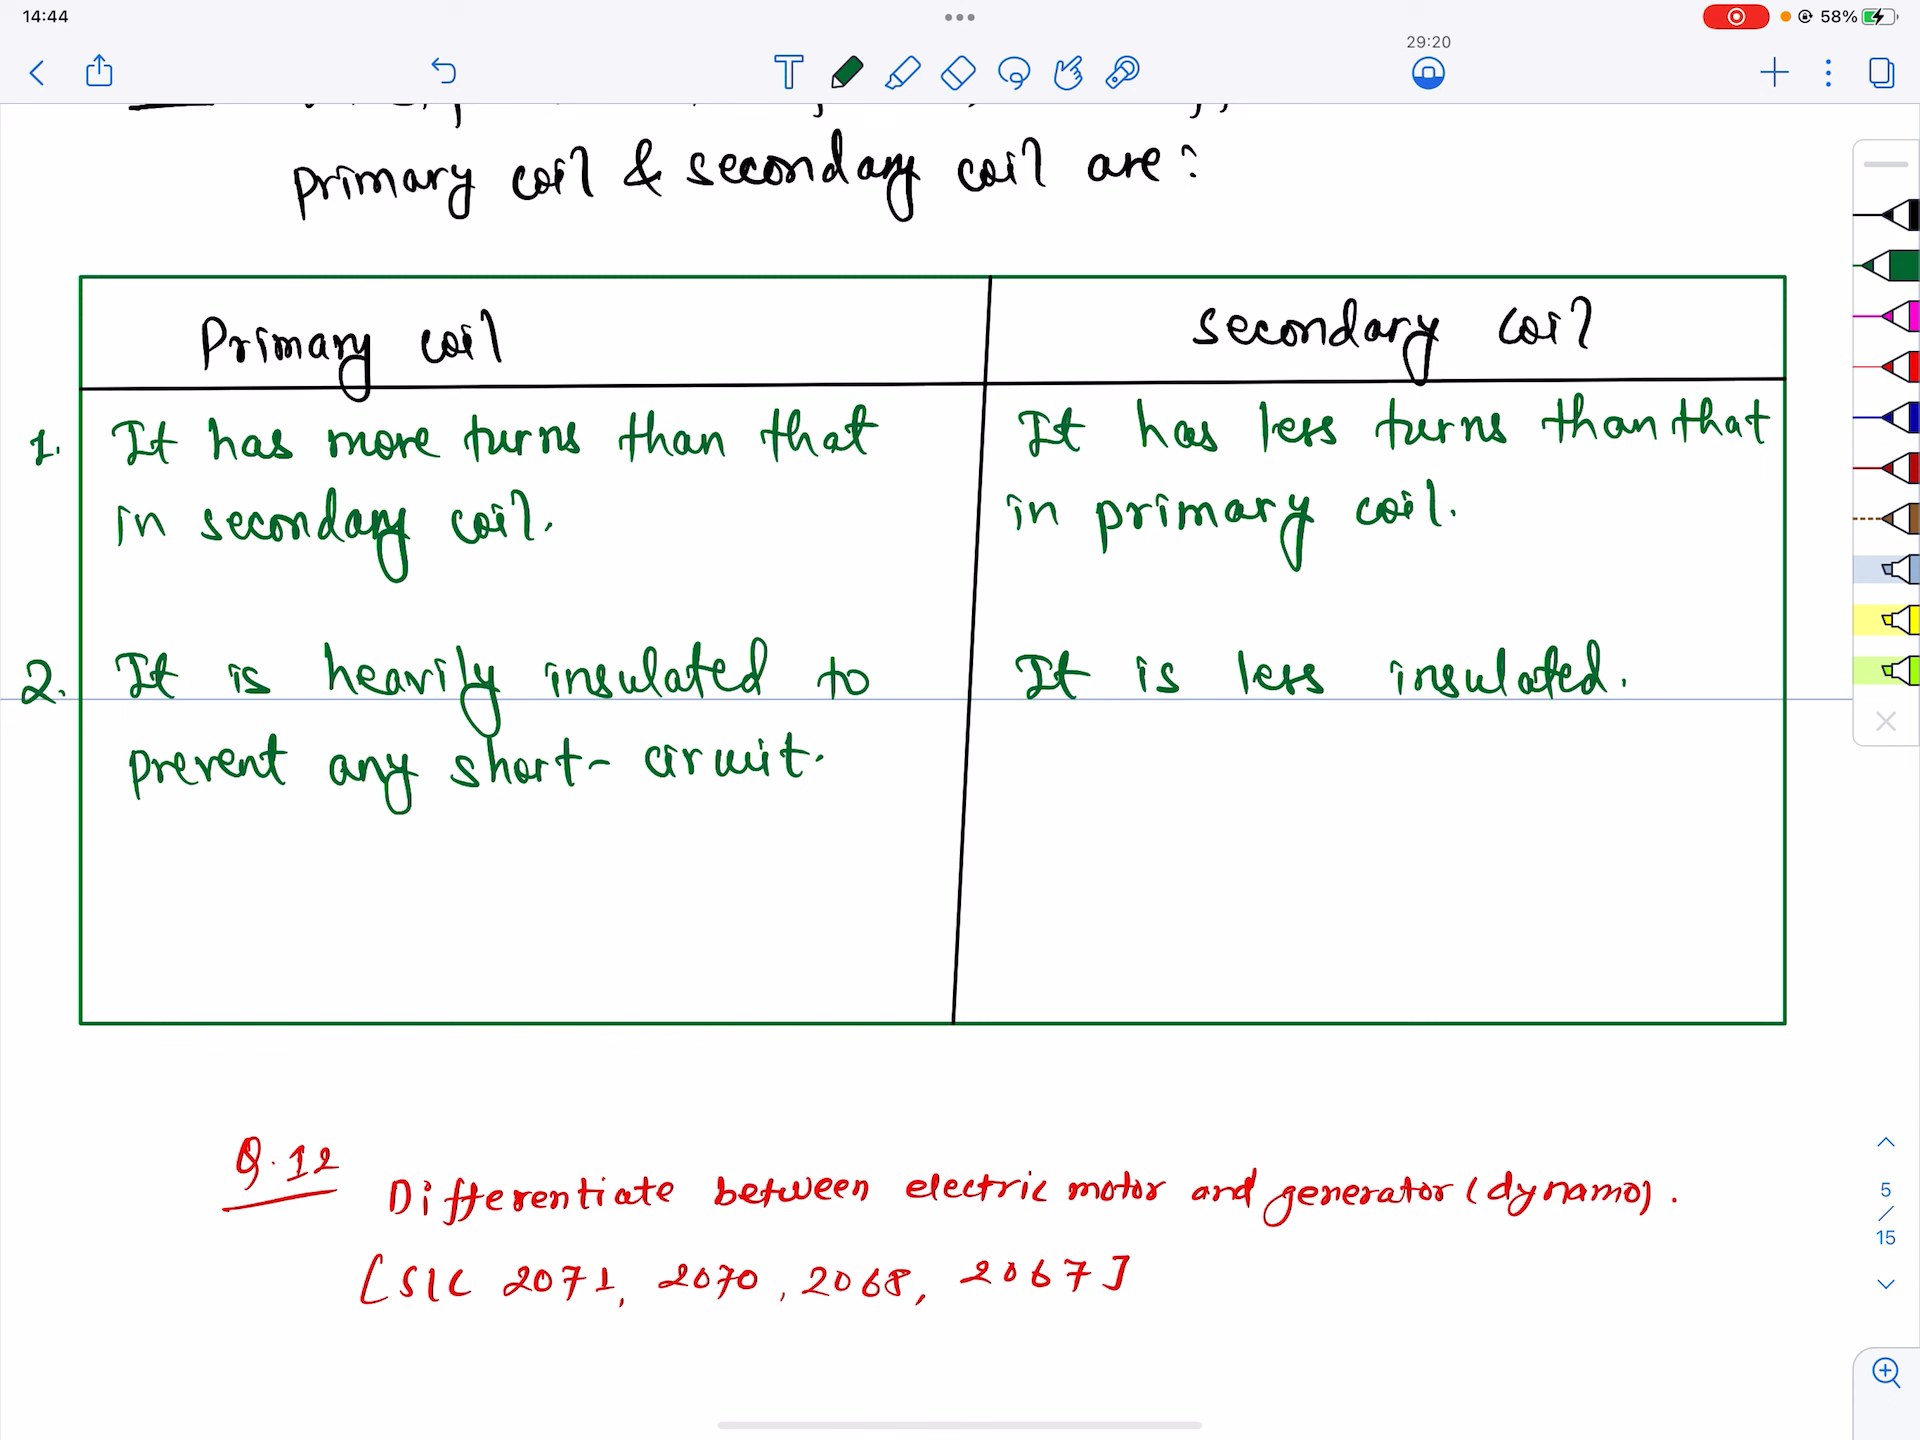 14:44
58%
29:20
primary coil & secondary coil are:
Primary coil
secondary coil
1. It has more turns than that
in secondary coil.
It has less turns than that
in primary coil.
2. It is heavily insulated to
prevent any short-circuit.
It is less insulated.
Q.12 Differentiate between electric motor and generator (dynamo).
[SLC 2071, 2070, 2068, 2067]
5
/
15